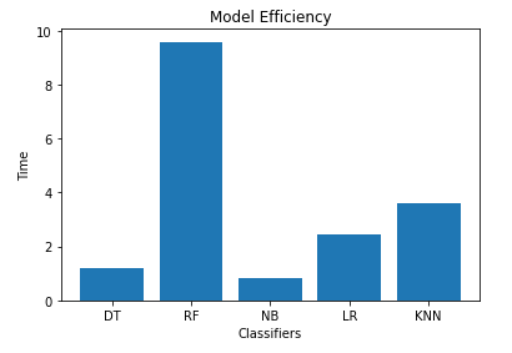 Model Efficiency
10
8
6
4
2
0
Time
DT RF NB LR KNN
Classifiers